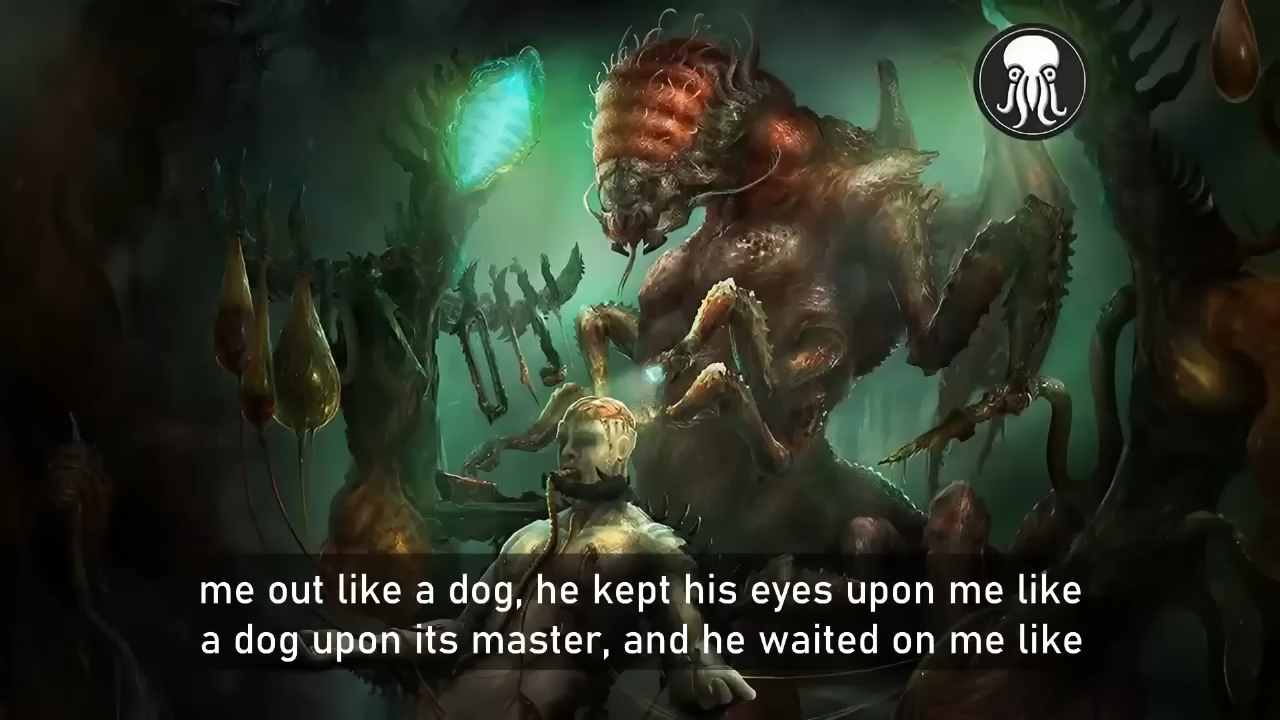 me out like a dog, he kept his eyes upon me like
a dog upon its master, and he waited on me like